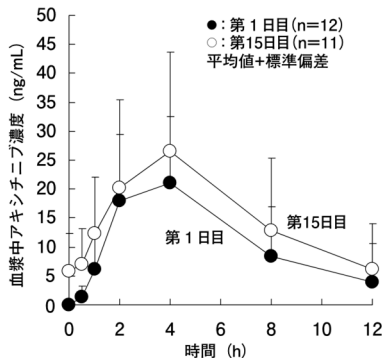 50
45
40
35
30
25
20
15
10
5
0
血漿中アキシチニブ濃度 (ng/mL)
●:第1日目(n=12)
○:第15日目(n=11)
平均値+標準偏差
第15日目
第1日目
0 2 4 6 8 10 12
時間 (h)